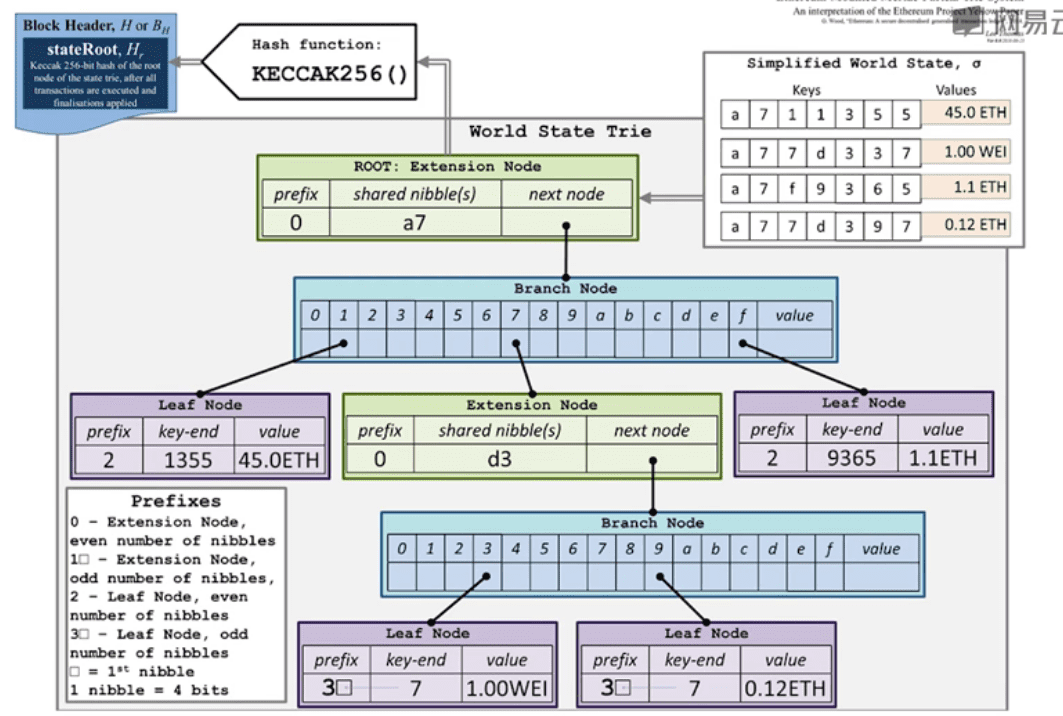 An interpretation of the Ethereum Project Yellow Paper
网易云
Block Header, H or B_H
stateRoot, H_r
Keccak 256-bit hash of the root
node of the state trie, after all
transactions are executed and
finalisations applied
Hash function:
KECCAK256()
Simplified World State, σ
Keys Values
a 7 1 1 3 5 5 45.0 ETH
a 7 7 d 3 3 7 1.00 WEI
a 7 f 9 3 6 5 1.1 ETH
a 7 7 d 3 9 7 0.12 ETH
World State Trie
ROOT: Extension Node
prefix shared nibble(s) next node
0 a7
Branch Node
0 1 2 3 4 5 6 7 8 9 a b c d e f value
Leaf Node
prefix key-end value
2 1355 45.0ETH
Extension Node
prefix shared nibble(s) next node
0 d3
Leaf Node
prefix key-end value
2 9365 1.1ETH
Prefixes
0 - Extension Node,
even number of nibbles
1□ - Extension Node,
odd number of nibbles,
2 - Leaf Node, even
number of nibbles
3□ - Leaf Node, odd
number of nibbles
□ = 1st nibble
1 nibble = 4 bits
Branch Node
0 1 2 3 4 5 6 7 8 9 a b c d e f value
Leaf Node
prefix key-end value
3□ 7 1.00WEI
Leaf Node
prefix key-end value
3□ 7 0.12ETH